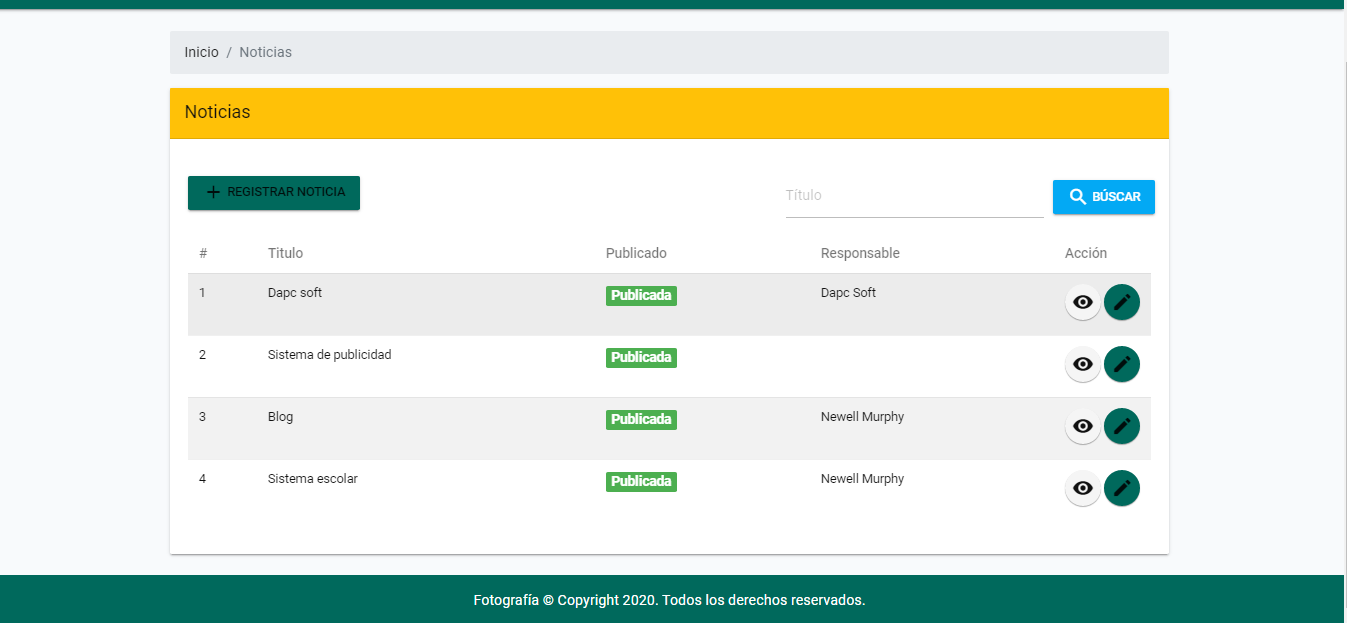 Inicio / Noticias
Noticias
REGISTRAR NOTICIA
Título
BÚSCAR
# Titulo Publicado Responsable Acción
1 Dapc soft Publicada Dapc Soft
2 Sistema de publicidad Publicada
3 Blog Publicada Newell Murphy
4 Sistema escolar Publicada Newell Murphy
Fotografía © Copyright 2020. Todos los derechos reservados.